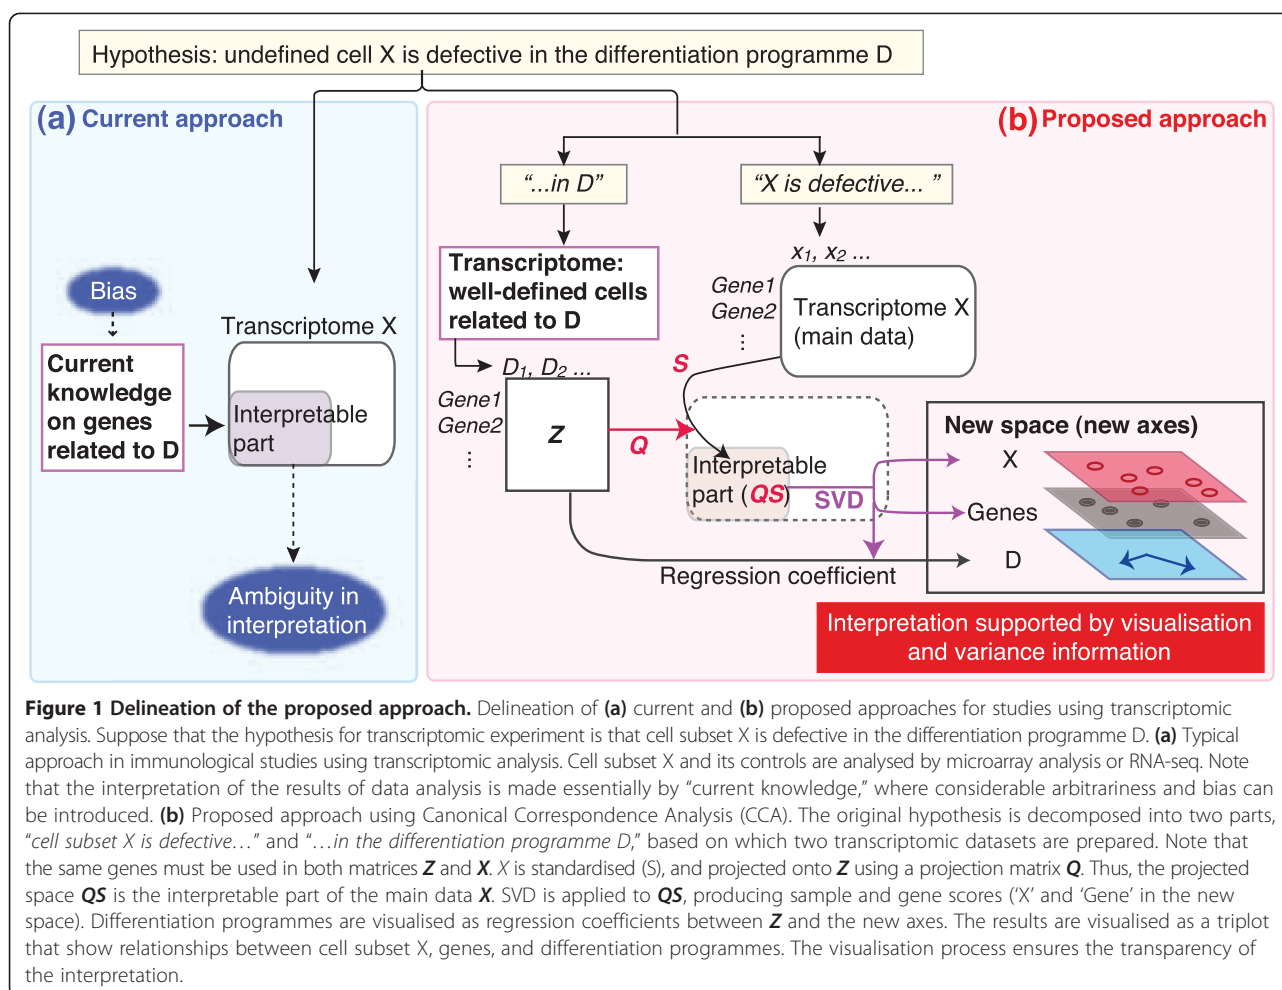 Hypothesis: undefined cell X is defective in the differentiation programme D
(a) Current approach
(b) Proposed approach
Bias
Current
knowledge
on genes
related to D
Transcriptome X
Interpretable
part
Ambiguity in
interpretation
“...in D”
“X is defective... ”
Transcriptome:
well-defined cells
related to D
x1, x2 ...
Gene1
Gene2
...
Transcriptome X
(main data)
D1, D2 ...
Gene1
Gene2
...
Z
Q
S
Interpretable
part (QS)
SVD
Regression coefficient
New space (new axes)
X
Genes
D
Interpretation supported by visualisation
and variance information
Figure 1 Delineation of the proposed approach. Delineation of (a) current and (b) proposed approaches for studies using transcriptomic
analysis. Suppose that the hypothesis for transcriptomic experiment is that cell subset X is defective in the differentiation programme D. (a) Typical
approach in immunological studies using transcriptomic analysis. Cell subset X and its controls are analysed by microarray analysis or RNA-seq. Note
that the interpretation of the results of data analysis is made essentially by “current knowledge,” where considerable arbitrariness and bias can
be introduced. (b) Proposed approach using Canonical Correspondence Analysis (CCA). The original hypothesis is decomposed into two parts,
“cell subset X is defective…” and “…in the differentiation programme D,” based on which two transcriptomic datasets are prepared. Note that
the same genes must be used in both matrices Z and X. X is standardised (S), and projected onto Z using a projection matrix Q. Thus, the projected
space QS is the interpretable part of the main data X. SVD is applied to QS, producing sample and gene scores (‘X’ and ‘Gene’ in the new
space). Differentiation programmes are visualised as regression coefficients between Z and the new axes. The results are visualised as a triplot
that show relationships between cell subset X, genes, and differentiation programmes. The visualisation process ensures the transparency of
the interpretation.